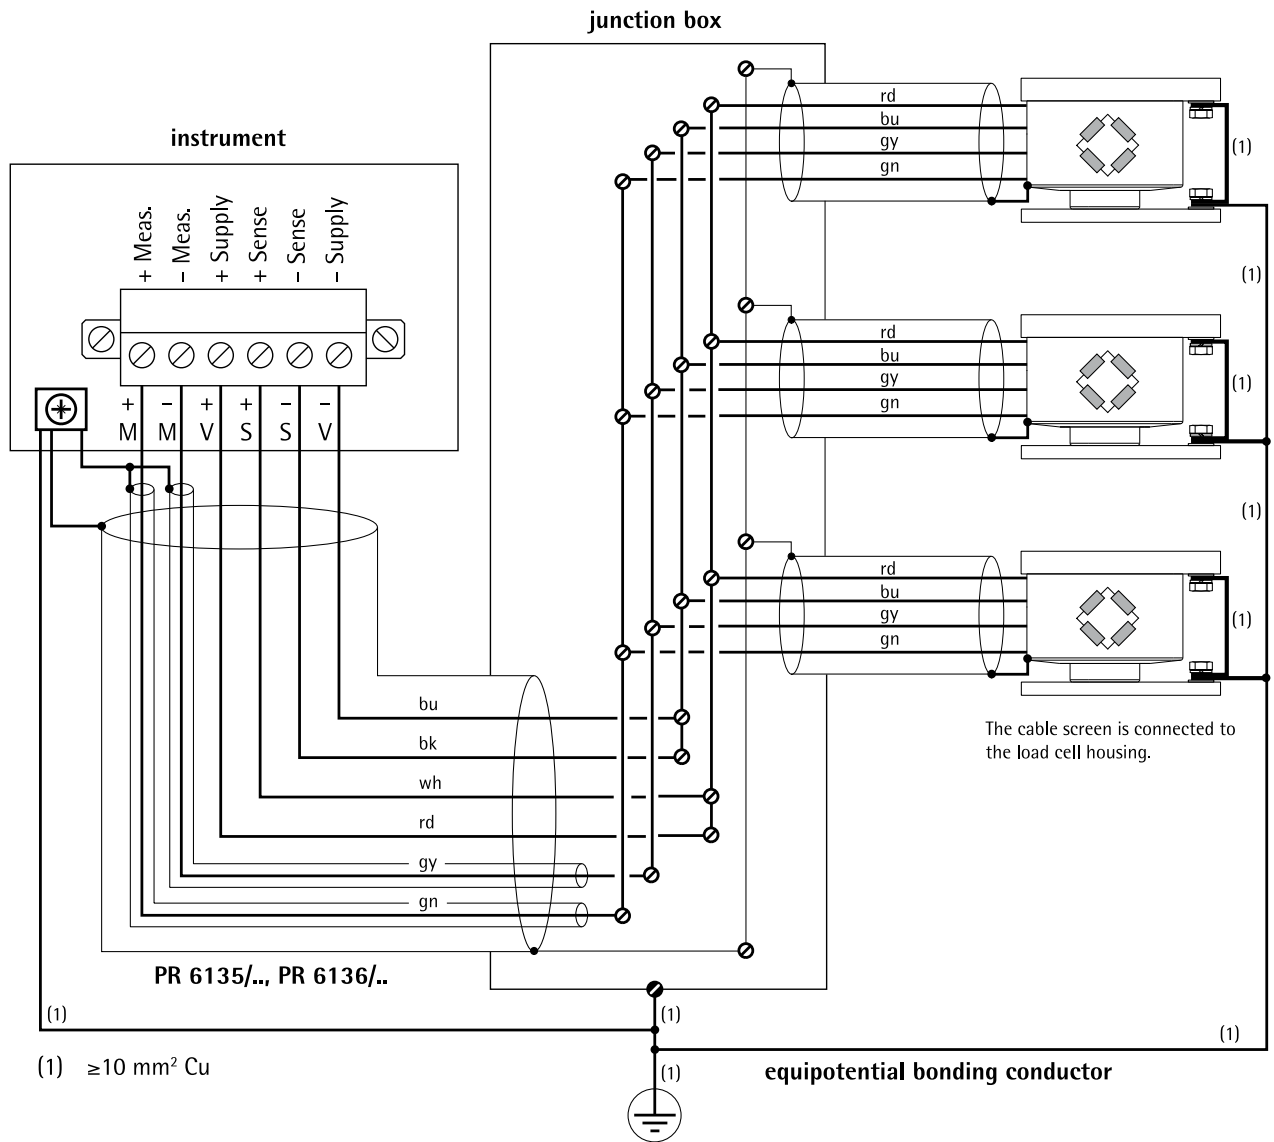 junction box
instrument
+ Meas.
– Meas.
+ Supply
+ Sense
– Sense
– Supply
+ – + + – –
M M V S S V
rd
bu
gy
gn
(1)
(1)
rd
bu
gy
gn
(1)
(1)
rd
bu
gy
gn
(1)
The cable screen is connected to
the load cell housing.
bu
bk
wh
rd
gy
gn
PR 6135/.., PR 6136/..
(1)
(1)
(1)
(1) ≥10 mm² Cu
(1)
equipotential bonding conductor